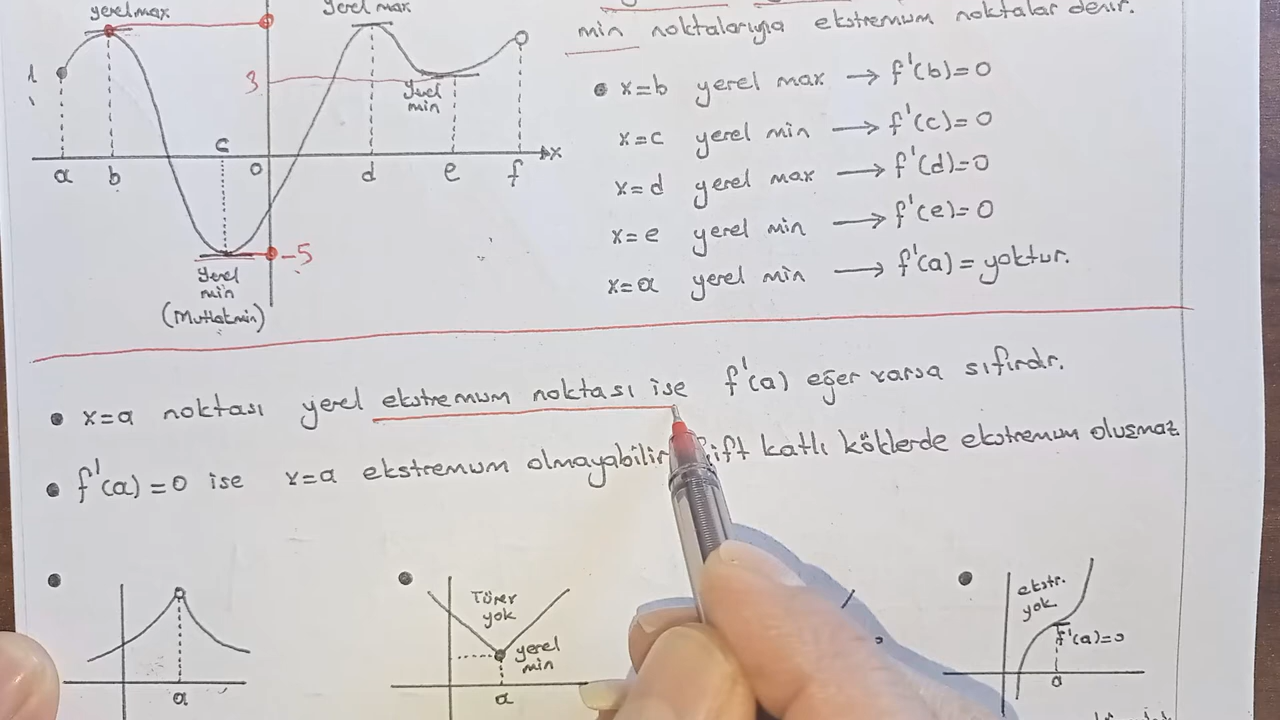 yerel max
yerel max
1
3
yerel
min
a b c 0 d e f x
-5
yerel
min
(Mutlak min)
min noktalarıyla ekstremum noktalar denir.
• x=b yerel max → f'(b)=0
x=c yerel min → f'(c)=0
x=d yerel max → f'(d)=0
x=e yerel min → f'(e)=0
x=a yerel min → f'(a)=yoktur.
• x=a noktası yerel ekstremum noktası ise f'(a) eğer varsa sıfırdır.
• f'(a)=0 ise x=a ekstremum olmayabilir katlı köklerde ekstremum oluşmaz
a
Türev
yok
yerel
min
a
ekstr.
yok
f'(a)=0
a